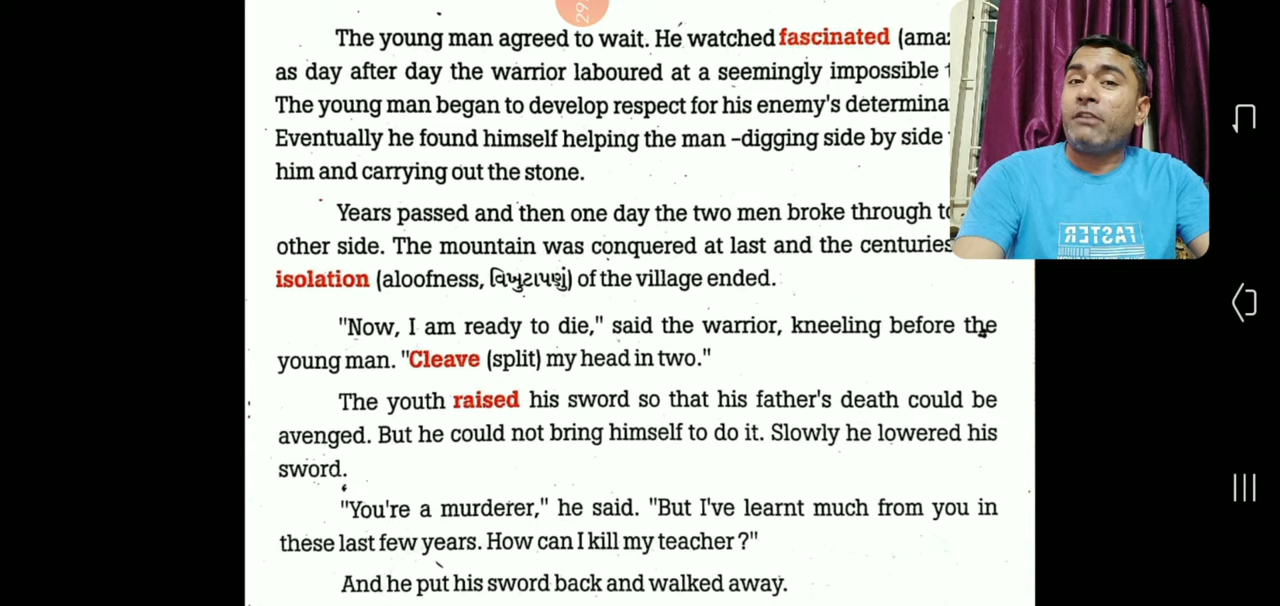 29
The young man agreed to wait. He watched fascinated (ama
as day after day the warrior laboured at a seemingly impossible
The young man began to develop respect for his enemy's determina
Eventually he found himself helping the man –digging side by side
him and carrying out the stone.
Years passed and then one day the two men broke through
other side. The mountain was conquered at last and the centuries
isolation (aloofness, વિખુટાપણું) of the village ended.
"Now, I am ready to die," said the warrior, kneeling before the
young man. "Cleave (split) my head in two."
The youth raised his sword so that his father's death could be
avenged. But he could not bring himself to do it. Slowly he lowered his
sword.
"You're a murderer," he said. "But I've learnt much from you in
these last few years. How can I kill my teacher ?"
And he put his sword back and walked away.
FASTER